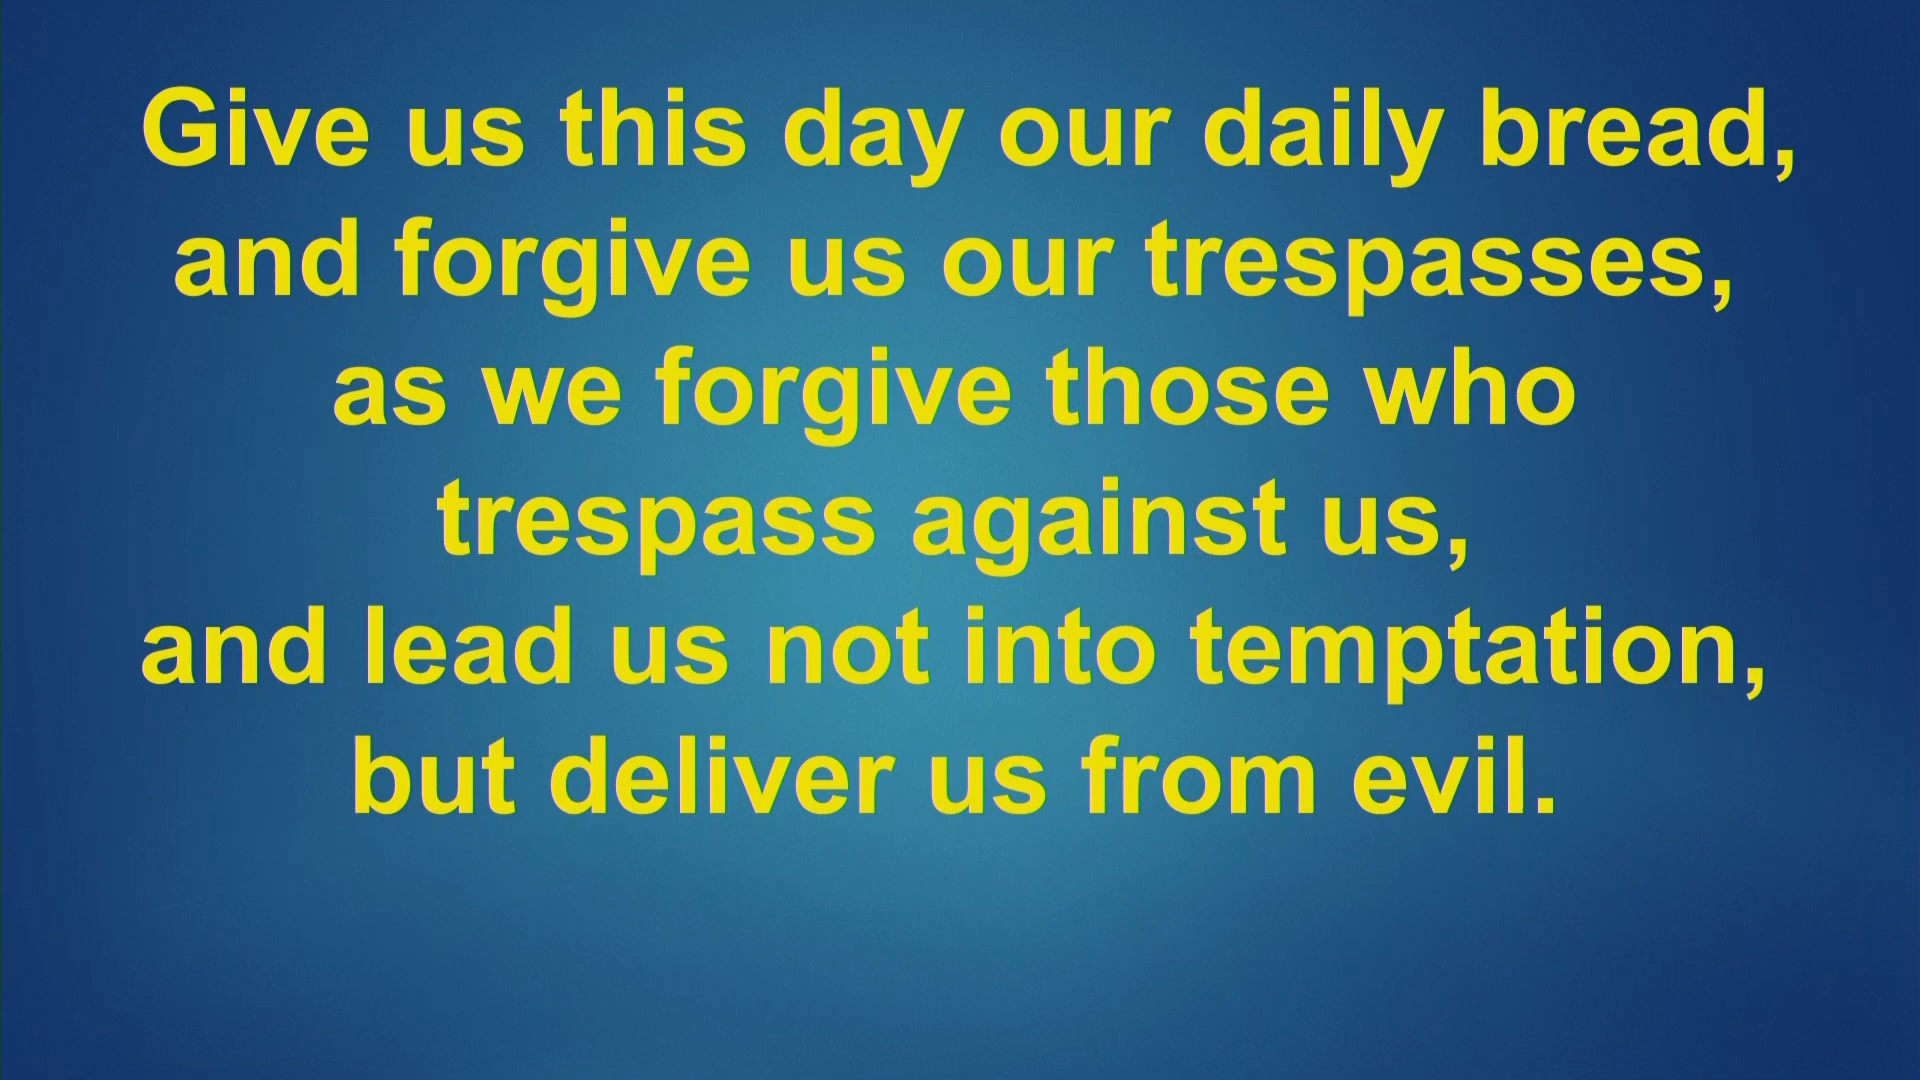 Give us this day our daily bread,
and forgive us our trespasses,
as we forgive those who
trespass against us,
and lead us not into temptation,
but deliver us from evil.